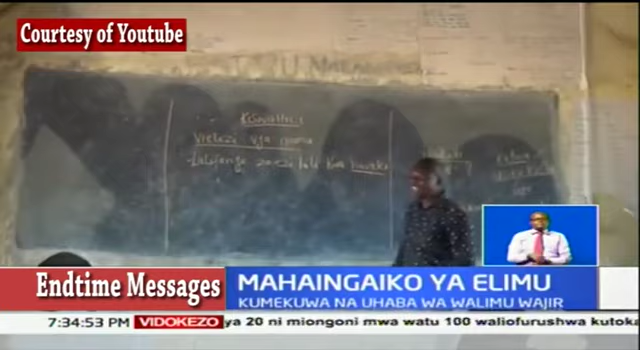 Courtesy of Youtube
Kiswahili
Vielezi vya namna
kazi
Endtime Messages
MAHAINGAIKO YA ELIMU
KUMEKUWA NA UHABA WA WALIMU WAJIR
7:34:53 PM VIDOKEZO ya 20 ni miongoni mwa watu 100 waliofurushwa kutoka